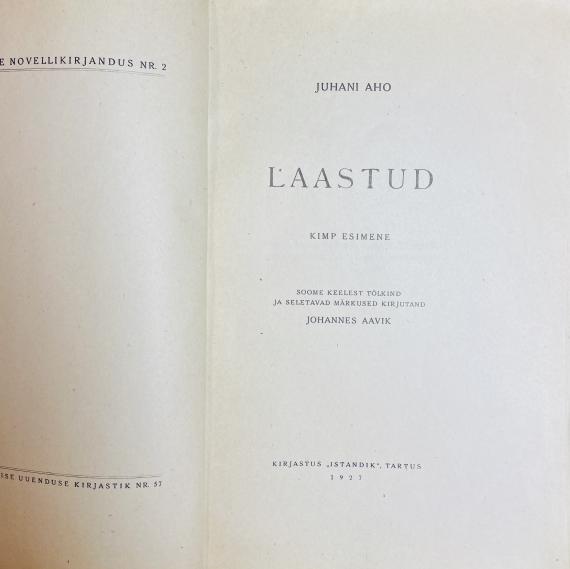 E NOVELLIKIRJANDUS NR. 2
ISE UUENDUSE KIRJASTIK NR. 57
JUHANI AHO
LAASTUD
KIMP ESIMENE
SOOME KEELEST TÕLKIND
JA SELETAVAD MÄRKUSED KIRJUTAND
JOHANNES AAVIK
KIRJASTUS „ISTANDIK“, TARTUS
1927